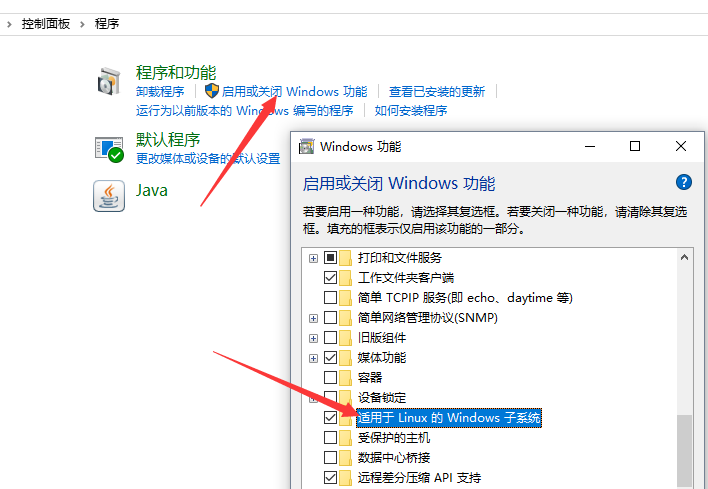 控制面板 › 程序
程序和功能
卸载程序 启用或关闭 Windows 功能 查看已安装的更新
运行为以前版本的 Windows 编写的程序 如何安装程序
默认程序
更改媒体或设备的默认设置
Java
Windows 功能
启用或关闭 Windows 功能
若要启用一种功能，请选择其复选框。若要关闭一种功能，请清除其复选
框。填充的框表示仅启用该功能的一部分。
打印和文件服务
工作文件夹客户端
简单 TCPIP 服务(即 echo、daytime 等)
简单网络管理协议(SNMP)
旧版组件
媒体功能
容器
设备锁定
适用于 Linux 的 Windows 子系统
受保护的主机
数据中心桥接
远程差分压缩 API 支持